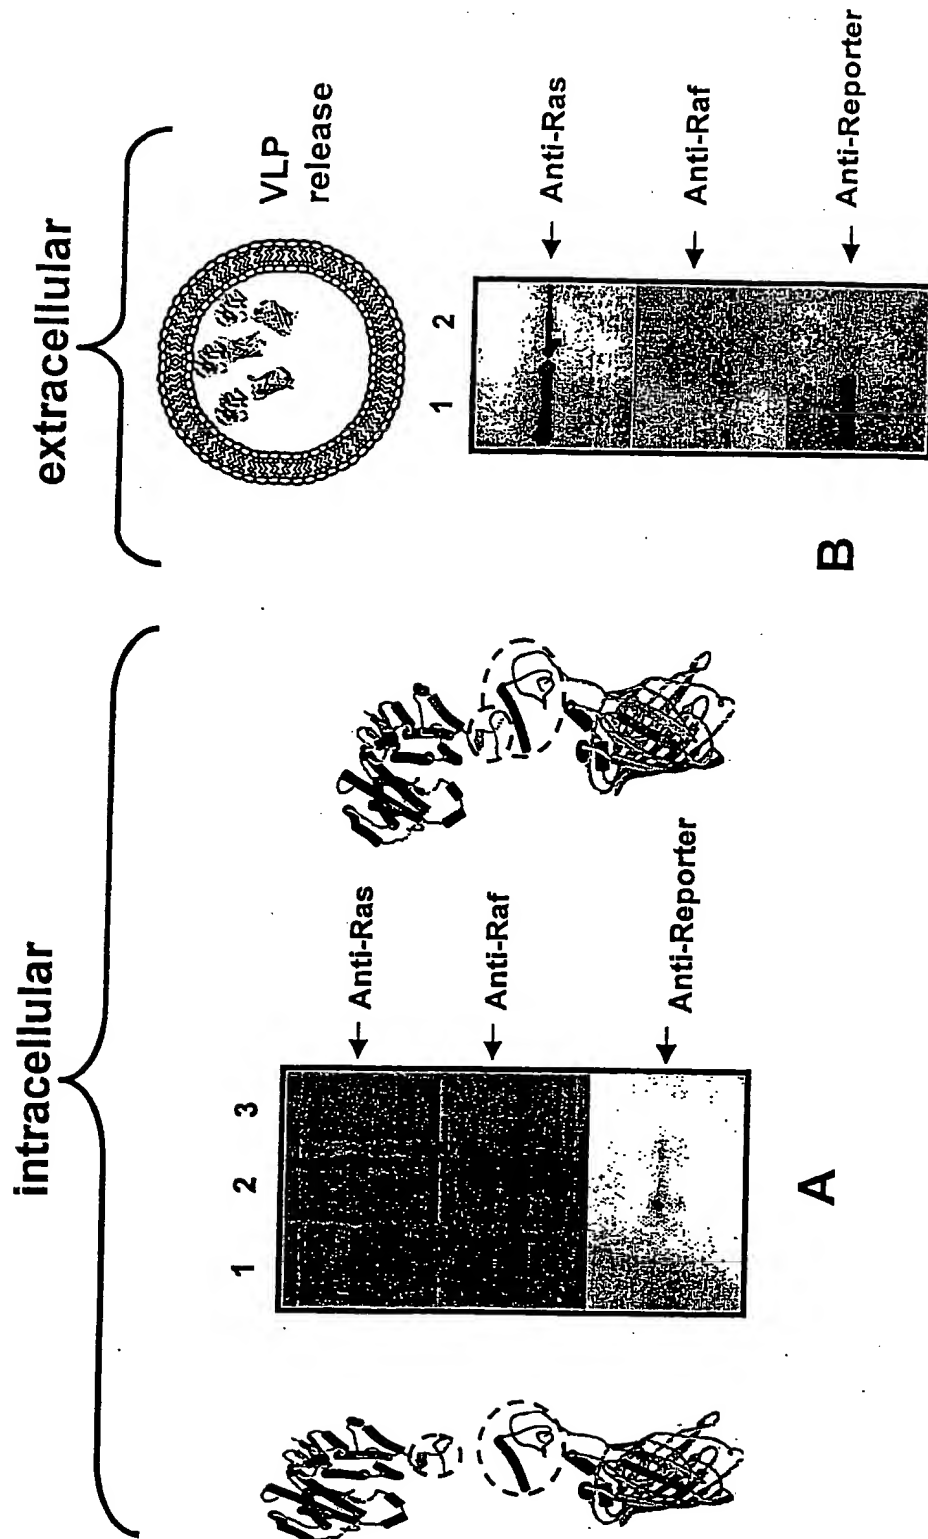 intracellular
1 2 3
Anti-Ras
Anti-Raf
Anti-Reporter
A
extracellular
VLP
release
1 2
Anti-Ras
Anti-Raf
Anti-Reporter
B